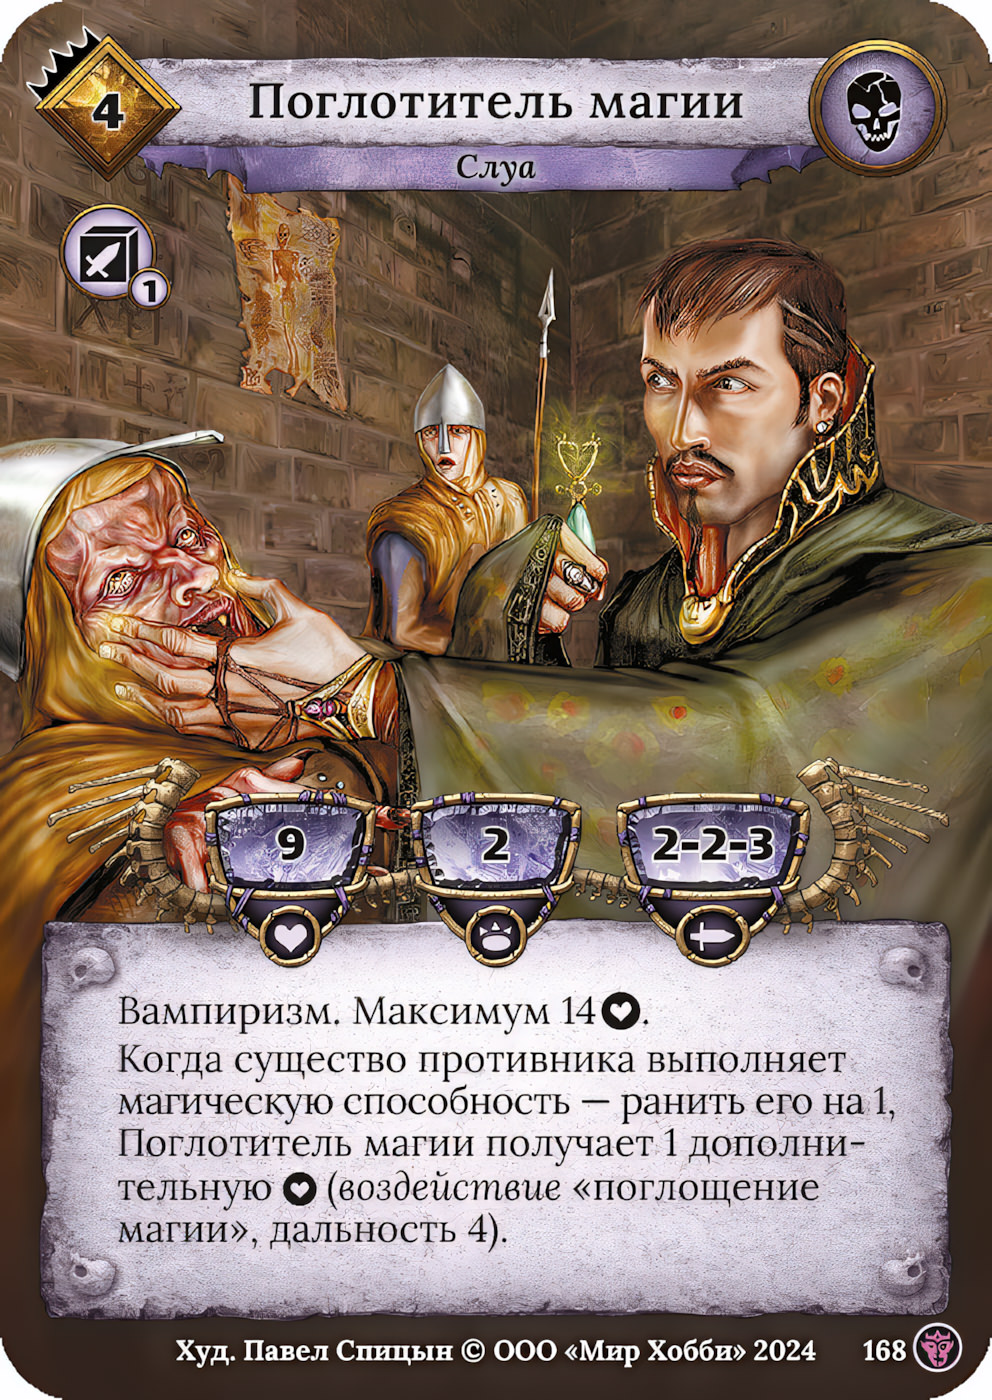 4
Поглотитель магии
Слуа
1
9
2
2-2-3
Вампиризм. Максимум 14 .
Когда существо противника выполняет
магическую способность — ранить его на 1,
Поглотитель магии получает 1 дополни-
тельную (воздействие «поглощение
магии», дальность 4).
Худ. Павел Спицын © ООО «Мир Хобби» 2024
168